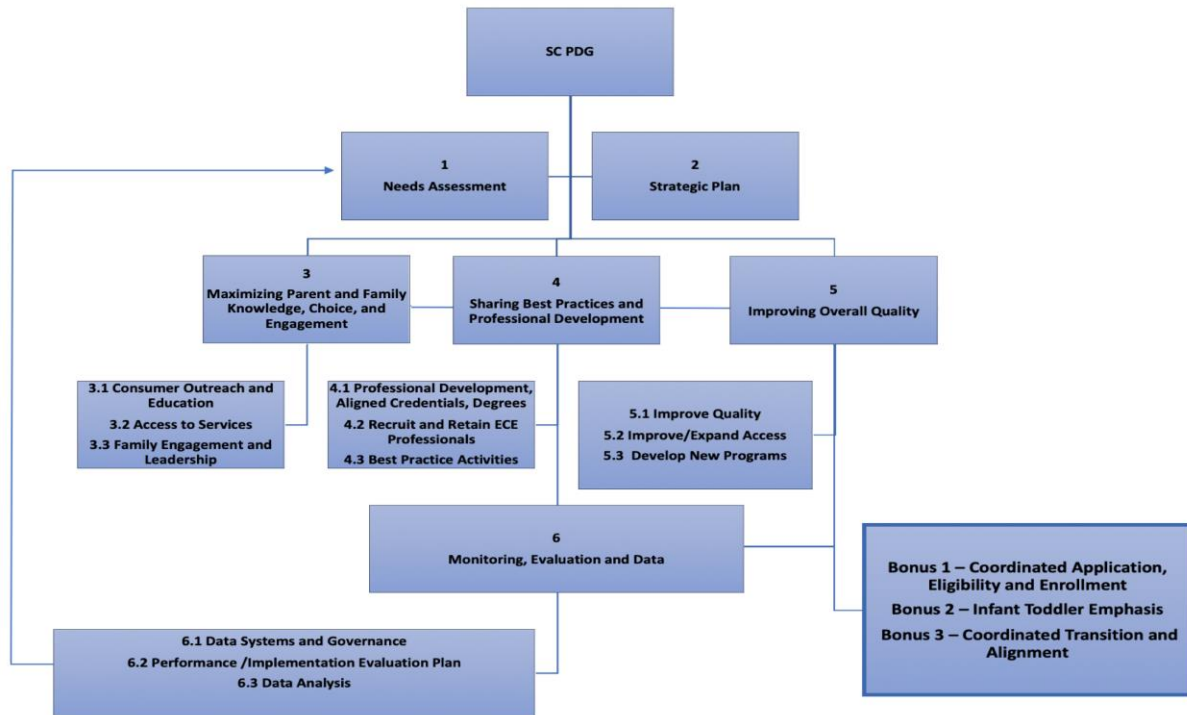 SC PDG
1
Needs Assessment
2
Strategic Plan
3
Maximizing Parent and Family
Knowledge, Choice, and
Engagement
4
Sharing Best Practices and
Professional Development
5
Improving Overall Quality
3.1 Consumer Outreach and
Education
3.2 Access to Services
3.3 Family Engagement and
Leadership
4.1 Professional Development,
Aligned Credentials, Degrees
4.2 Recruit and Retain ECE
Professionals
4.3 Best Practice Activities
5.1 Improve Quality
5.2 Improve/Expand Access
5.3 Develop New Programs
6
Monitoring, Evaluation and Data
Bonus 1 – Coordinated Application,
Eligibility and Enrollment
Bonus 2 – Infant Toddler Emphasis
Bonus 3 – Coordinated Transition and
Alignment
6.1 Data Systems and Governance
6.2 Performance /Implementation Evaluation Plan
6.3 Data Analysis